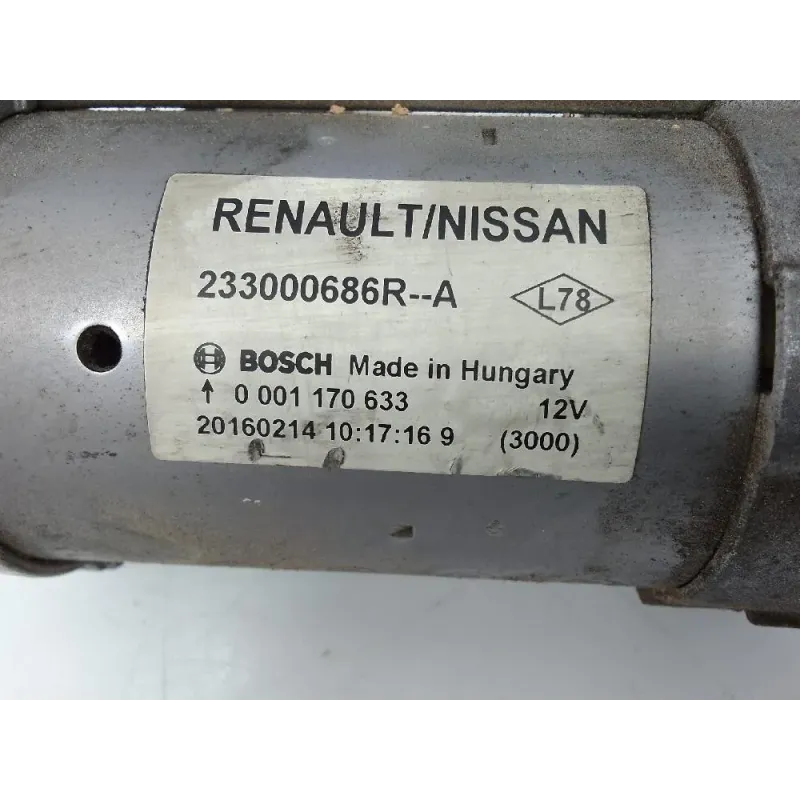 RENAULT/NISSAN
233000686R--A L78
BOSCH Made in Hungary
↑ 0 001 170 633 12V
20160214 10:17:16 9 (3000)